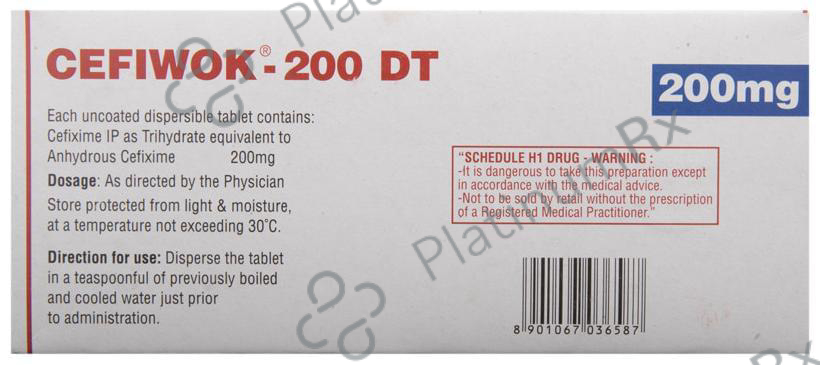 CEFIWOK®-200 DT
200mg
Each uncoated dispersible tablet contains:
Cefixime IP as Trihydrate equivalent to
Anhydrous Cefixime 200mg
Dosage: As directed by the Physician
Store protected from light & moisture,
at a temperature not exceeding 30°C.
Direction for use: Disperse the tablet
in a teaspoonful of previously boiled
and cooled water just prior
to administration.
"SCHEDULE H1 DRUG - WARNING :
-It is dangerous to take this preparation except
in accordance with the medical advice.
-Not to be sold by retail without the prescription
of a Registered Medical Practitioner."
8 901067 036587
PlatinumRx
PlatinumRx
Rx